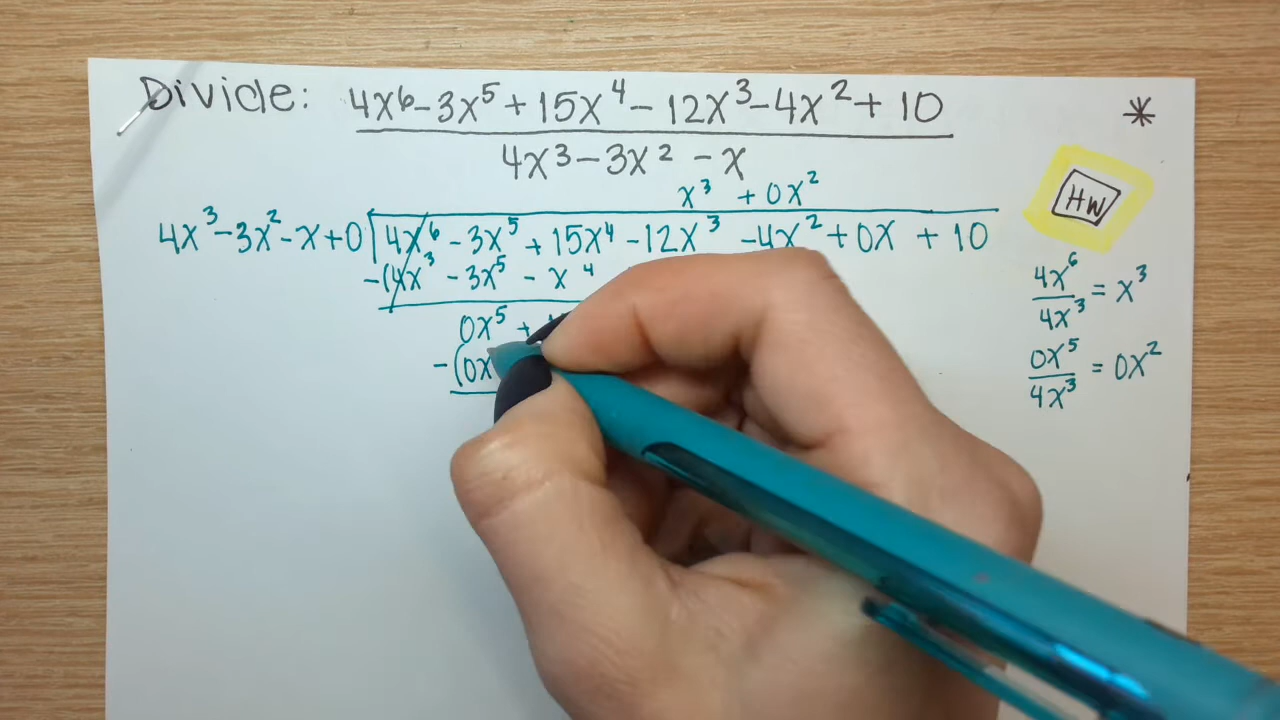 Divide: 4x⁶ - 3x⁵ + 15x⁴ - 12x³ - 4x² + 10 *
4x³ - 3x² - x
HW
x³ + 0x²
4x³ - 3x² - x + 0 4x⁶ - 3x⁵ + 15x⁴ - 12x³ - 4x² + 0x + 10
-(4x³ - 3x⁵ - x⁴
4x⁶/4x³ = x³
0x⁵ +
-(0x
0x⁵/4x³ = 0x²